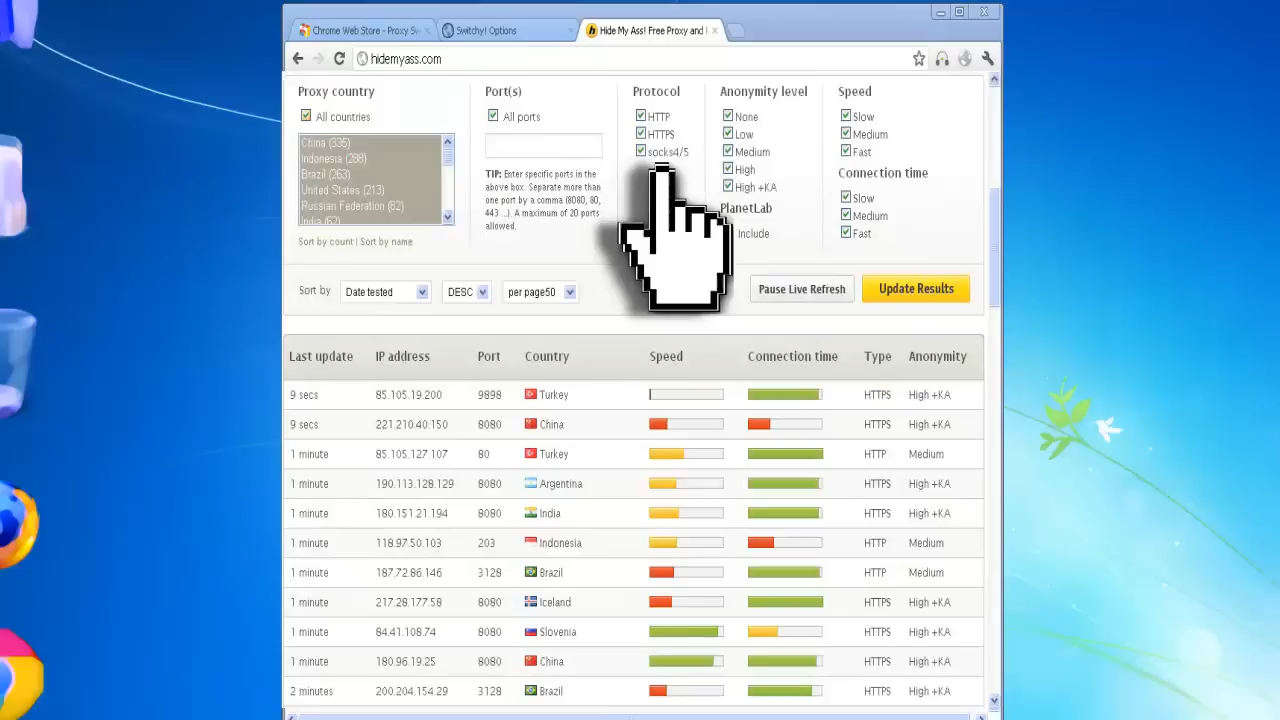 Chrome Web Store - Proxy Sw
Switchy! Options
Hide My Ass! Free Proxy and
hidemyass.com
Proxy country
Port(s)
Protocol
Anonymity level
Speed
All countries
All ports
HTTP
None
Slow
China (335)
HTTPS
Low
Medium
Indonesia (288)
socks4/5
Medium
Fast
Brazil (263)
TIP: Enter specific ports in the
High
Connection time
United States (213)
above box. Separate more than
High +KA
Slow
Russian Federation (82)
one port by a comma (8080, 80,
PlanetLab
Medium
India (62)
443 ..). A maximum of 20 ports
allowed.
Include
Fast
Sort by count | Sort by name
Sort by
Date tested
DESC
per page50
Pause Live Refresh
Update Results
Last update IP address Port Country Speed Connection time Type Anonymity
9 secs 85.105.19.200 9898 Turkey HTTPS High +KA
9 secs 221.210.40.150 8080 China HTTPS High +KA
1 minute 85.105.127.107 80 Turkey HTTP Medium
1 minute 190.113.128.129 8080 Argentina HTTPS High +KA
1 minute 180.151.21.194 8080 India HTTPS High +KA
1 minute 118.97.50.103 203 Indonesia HTTP Medium
1 minute 187.72.86.146 3128 Brazil HTTP Medium
1 minute 217.28.177.58 8080 Iceland HTTPS High +KA
1 minute 84.41.108.74 8080 Slovenia HTTPS High +KA
1 minute 180.96.19.25 8080 China HTTPS High +KA
2 minutes 200.204.154.29 3128 Brazil HTTPS High +KA